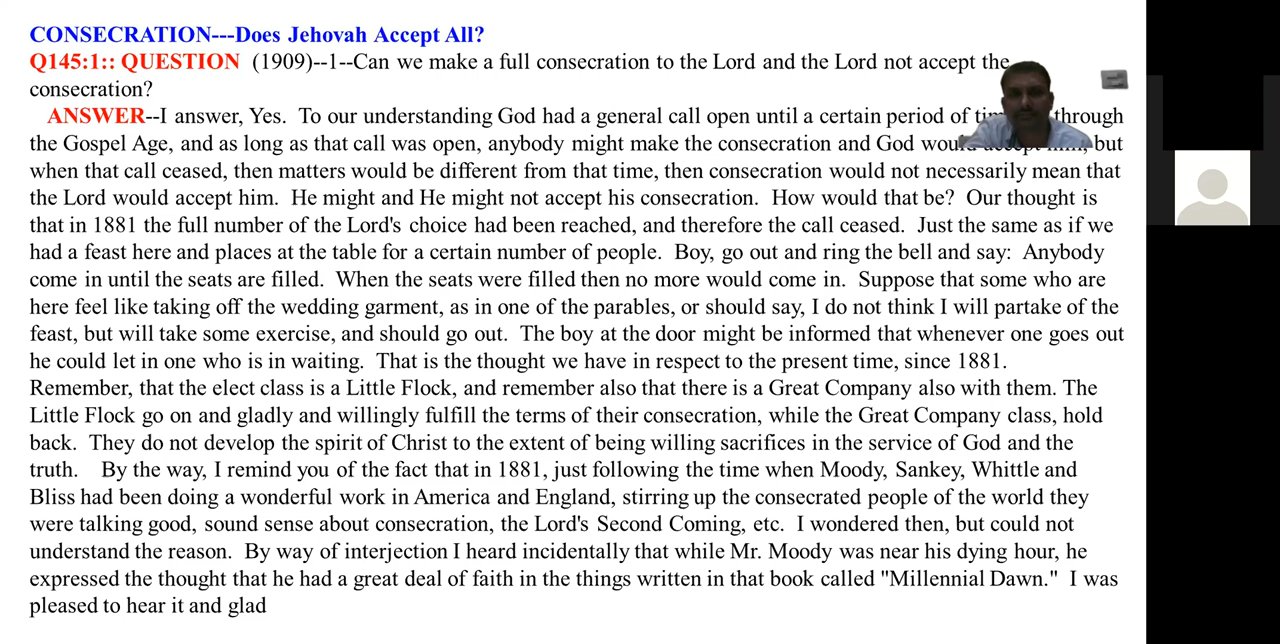 CONSECRATION---Does Jehovah Accept All?
Q145:1:: QUESTION (1909)--1--Can we make a full consecration to the Lord and the Lord not accept the
consecration?
ANSWER--I answer, Yes. To our understanding God had a general call open until a certain period of through
the Gospel Age, and as long as that call was open, anybody might make the consecration and God would but
when that call ceased, then matters would be different from that time, then consecration would not necessarily mean that
the Lord would accept him. He might and He might not accept his consecration. How would that be? Our thought is
that in 1881 the full number of the Lord's choice had been reached, and therefore the call ceased. Just the same as if we
had a feast here and places at the table for a certain number of people. Boy, go out and ring the bell and say: Anybody
come in until the seats are filled. When the seats were filled then no more would come in. Suppose that some who are
here feel like taking off the wedding garment, as in one of the parables, or should say, I do not think I will partake of the
feast, but will take some exercise, and should go out. The boy at the door might be informed that whenever one goes out
he could let in one who is in waiting. That is the thought we have in respect to the present time, since 1881.
Remember, that the elect class is a Little Flock, and remember also that there is a Great Company also with them. The
Little Flock go on and gladly and willingly fulfill the terms of their consecration, while the Great Company class, hold
back. They do not develop the spirit of Christ to the extent of being willing sacrifices in the service of God and the
truth. By the way, I remind you of the fact that in 1881, just following the time when Moody, Sankey, Whittle and
Bliss had been doing a wonderful work in America and England, stirring up the consecrated people of the world they
were talking good, sound sense about consecration, the Lord's Second Coming, etc. I wondered then, but could not
understand the reason. By way of interjection I heard incidentally that while Mr. Moody was near his dying hour, he
expressed the thought that he had a great deal of faith in the things written in that book called "Millennial Dawn." I was
pleased to hear it and glad